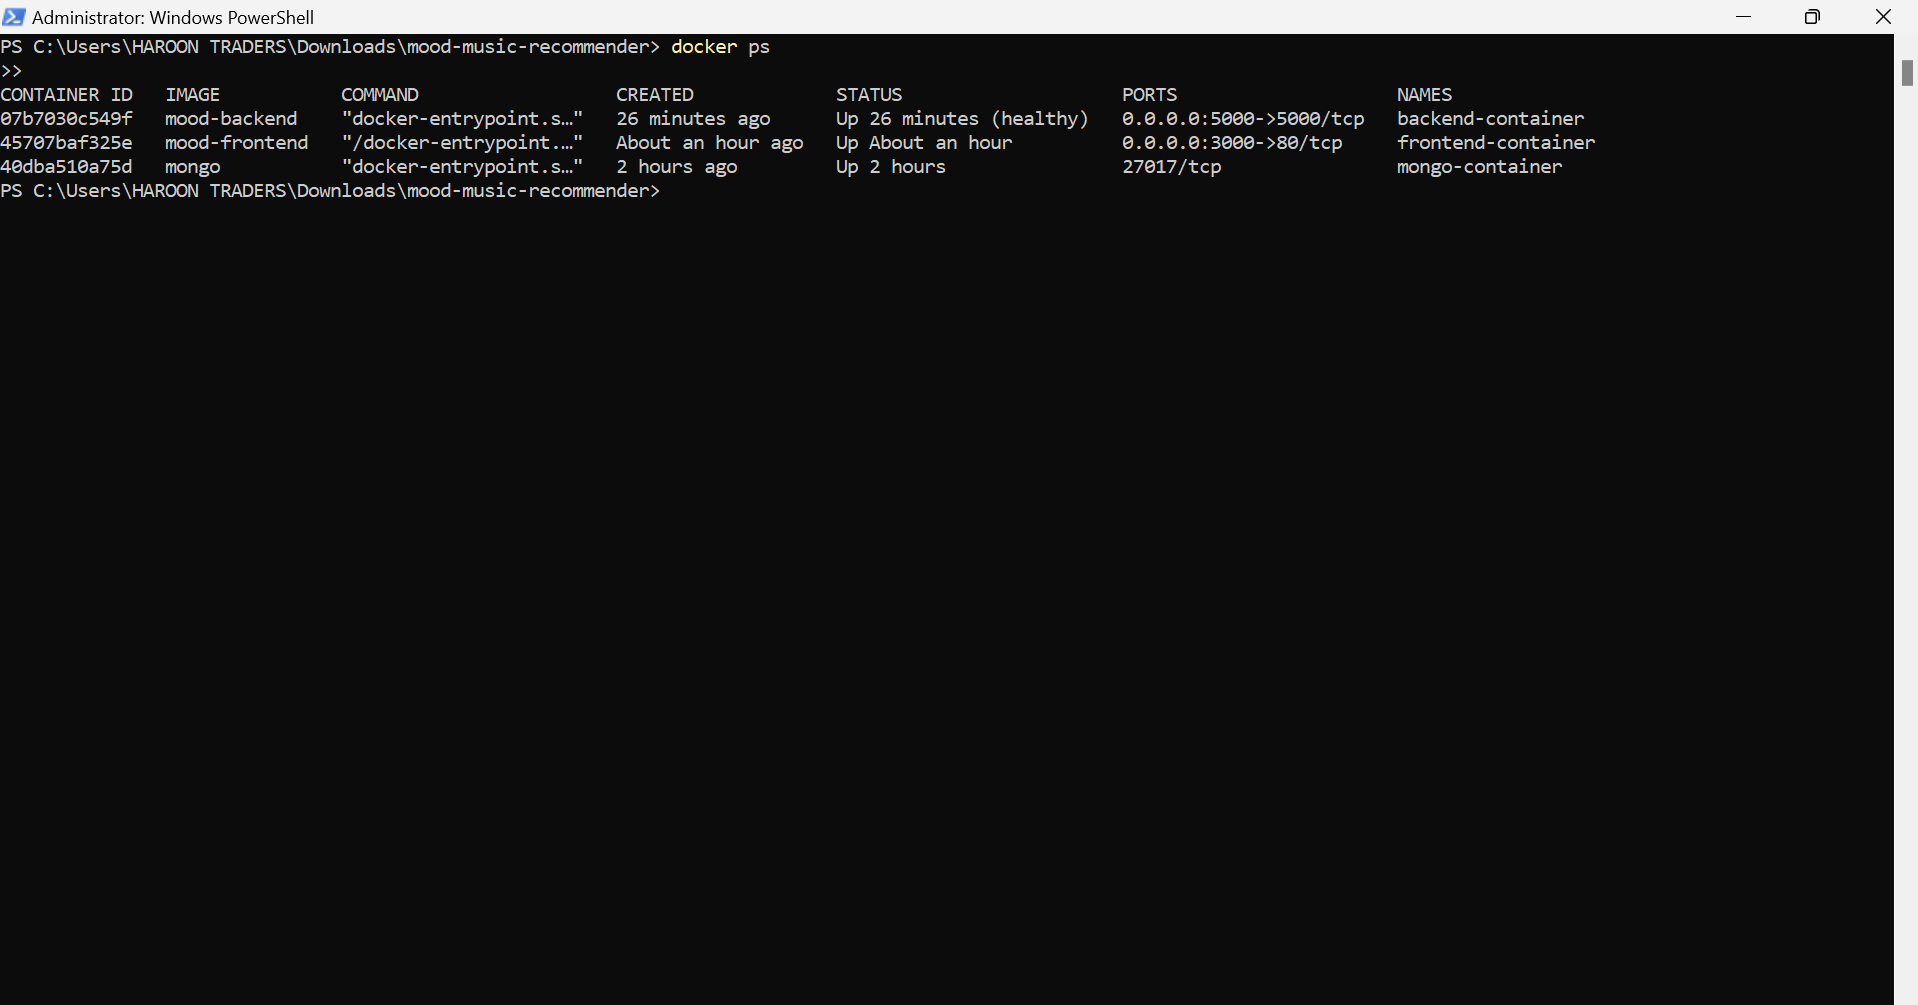 Administrator: Windows PowerShell
PS C:\Users\HAROON TRADERS\Downloads\mood-music-recommender> docker ps
>>
CONTAINER ID   IMAGE           COMMAND                  CREATED             STATUS                    PORTS                    NAMES
07b7030c549f   mood-backend    "docker-entrypoint.s…"   26 minutes ago      Up 26 minutes (healthy)   0.0.0.0:5000->5000/tcp   backend-container
45707baf325e   mood-frontend   "/docker-entrypoint.…"   About an hour ago   Up About an hour          0.0.0.0:3000->80/tcp     frontend-container
40dba510a75d   mongo           "docker-entrypoint.s…"   2 hours ago         Up 2 hours                27017/tcp                mongo-container
PS C:\Users\HAROON TRADERS\Downloads\mood-music-recommender>